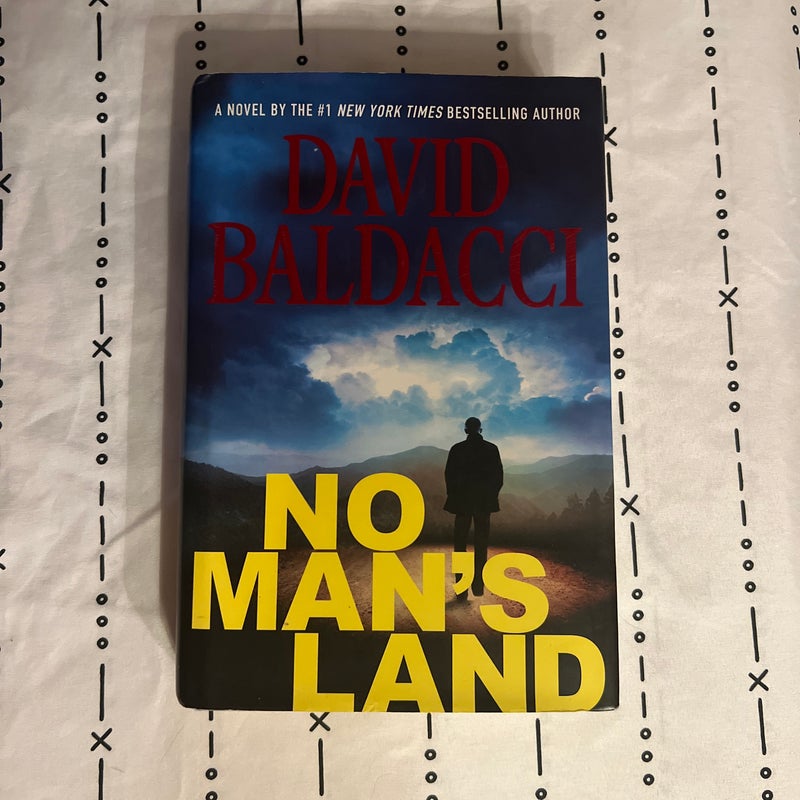 A NOVEL BY THE #1 NEW YORK TIMES BESTSELLING AUTHOR
DAVID
BALDACCI
NO
MAN'S
LAND